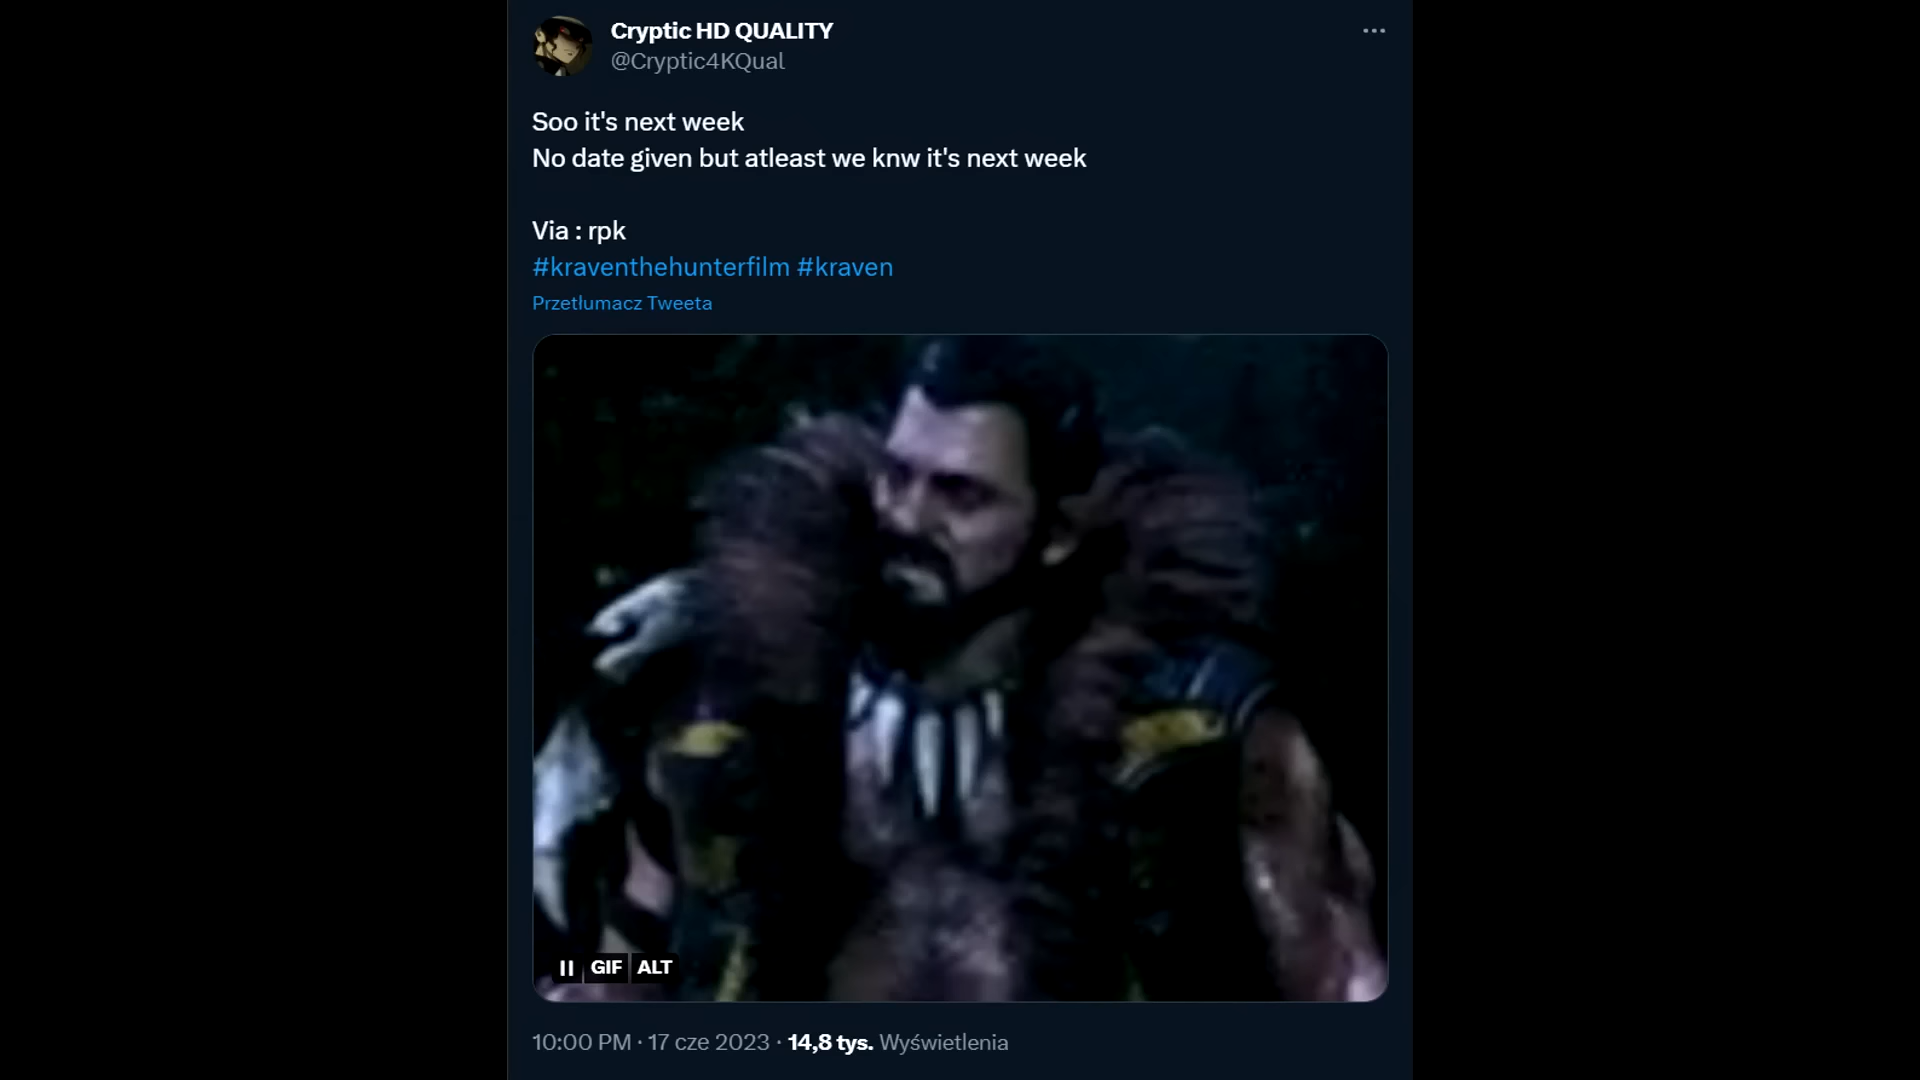 Cryptic HD QUALITY
@Cryptic4KQual
Soo it's next week
No date given but atleast we knw it's next week
Via : rpk
#kraventhehunterfilm #kraven
Przetłumacz Tweeta
GIF ALT
10:00 PM · 17 cze 2023 · 14,8 tys. Wyświetlenia